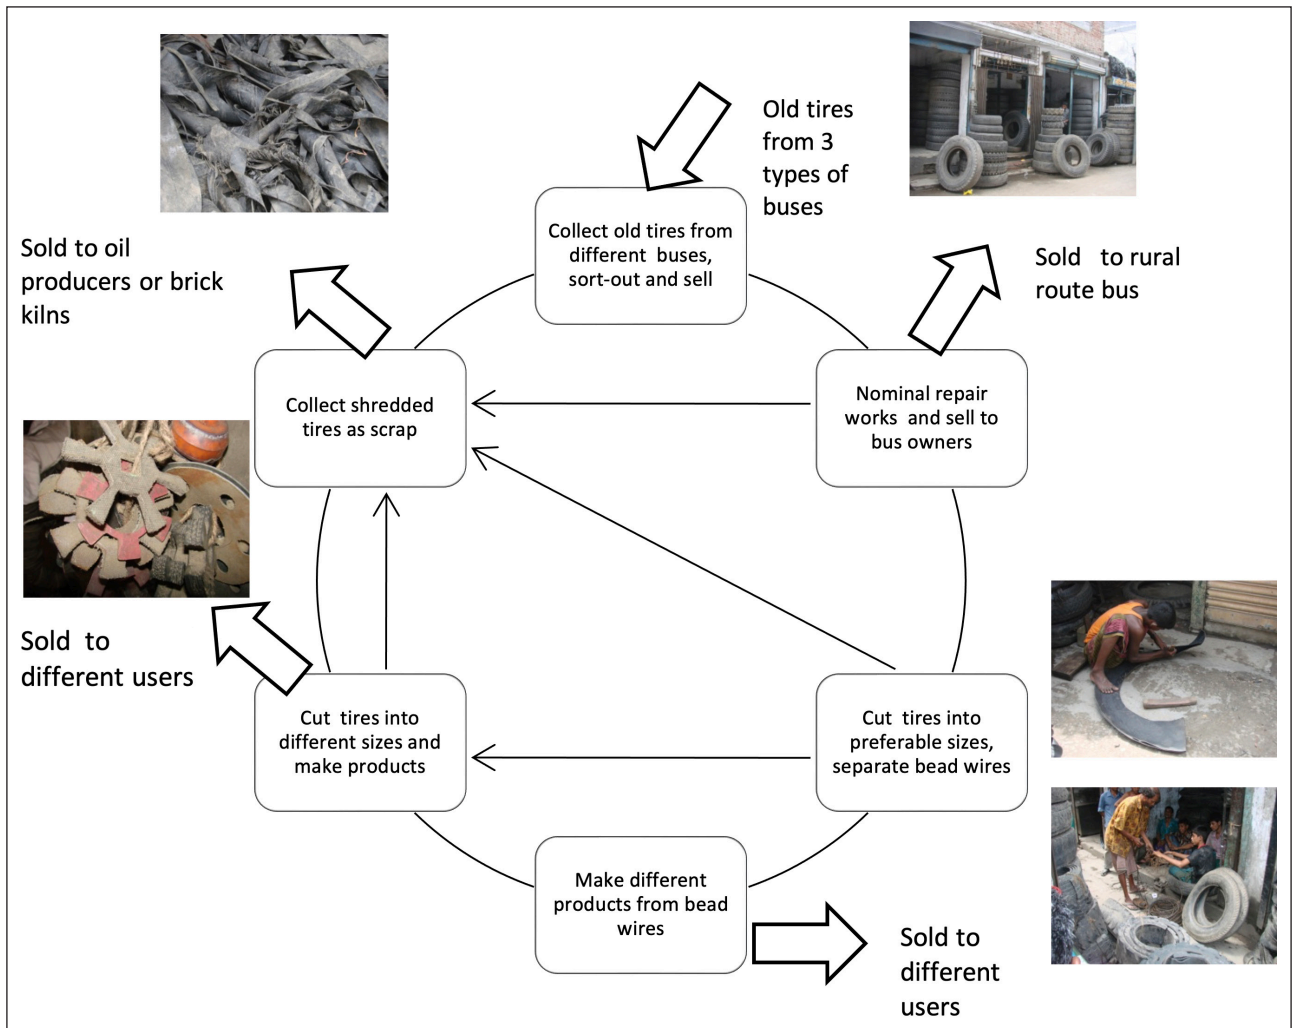 Old tires
from 3
types of
buses
Collect old tires from
different buses,
sort-out and sell
Sold to oil
producers or brick
kilns
Sold to rural
route bus
Collect shredded
tires as scrap
Nominal repair
works and sell to
bus owners
Sold to
different users
Cut tires into
different sizes and
make products
Cut tires into
preferable sizes,
separate bead wires
Make different
products from bead
wires
Sold to
different
users